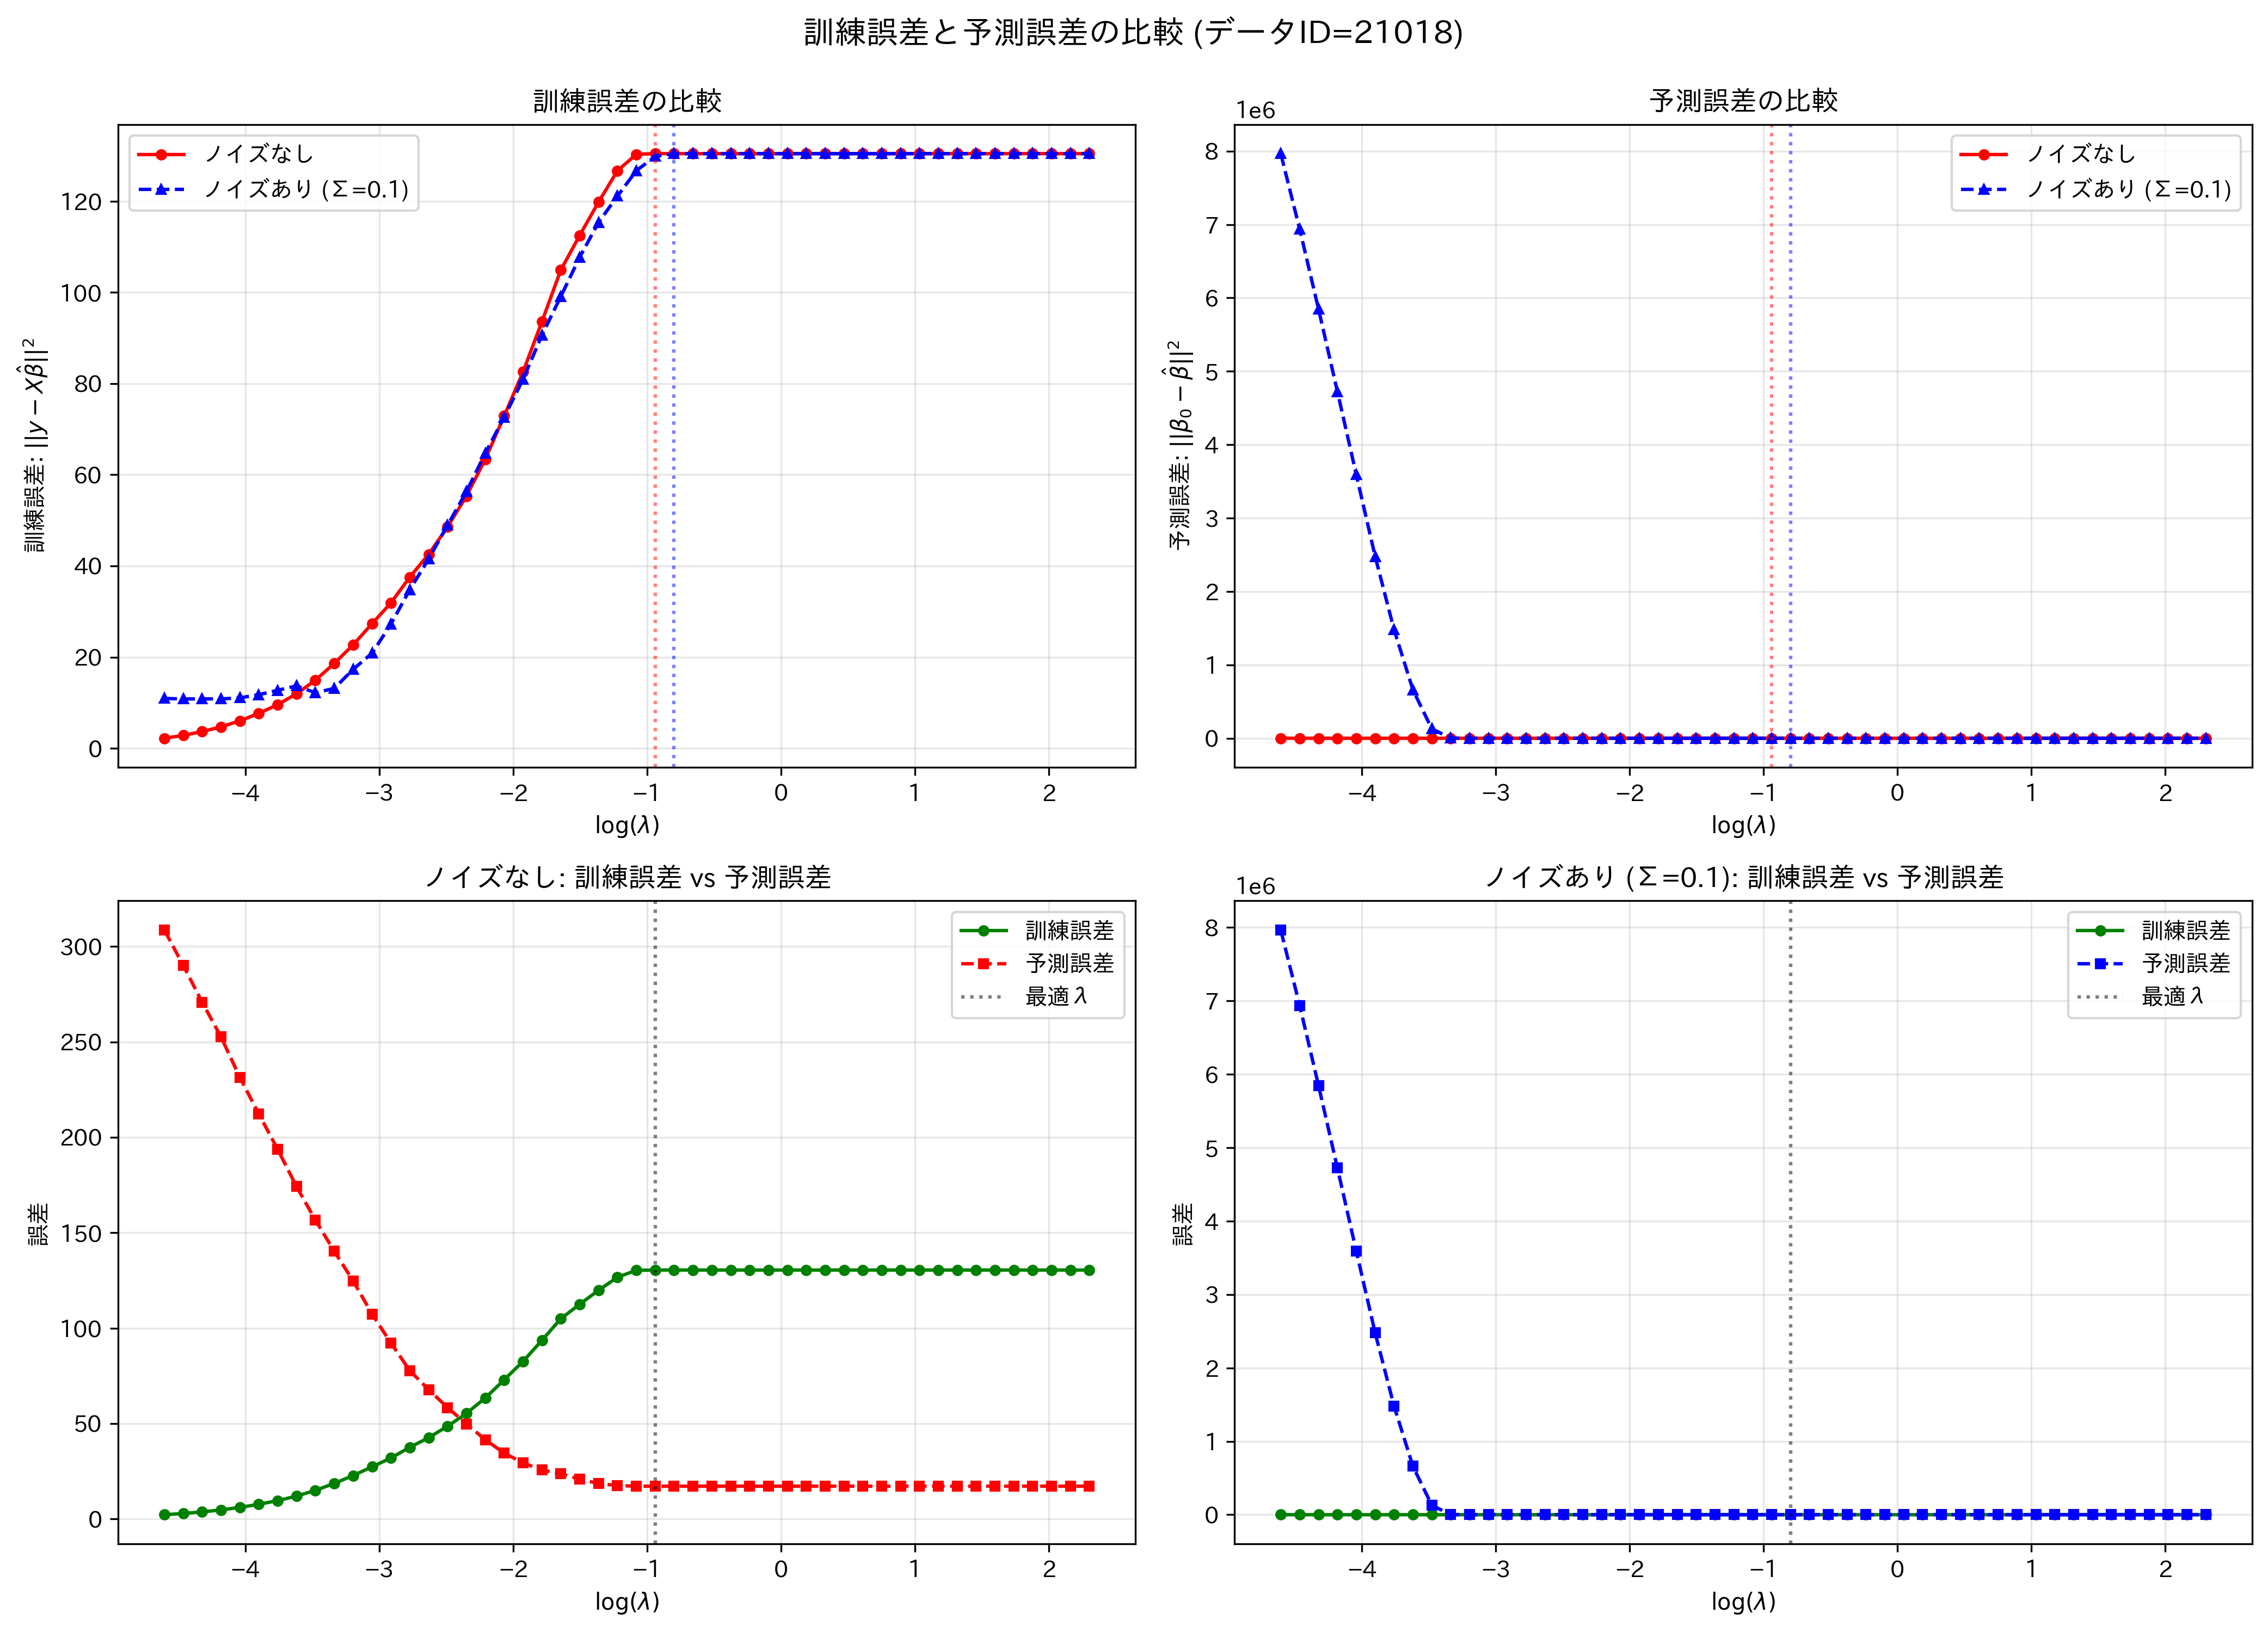 訓練誤差と予測誤差の比較 (データID=21018)
訓練誤差の比較
訓練誤差: ||y − Xβ̂||²
120
100
80
60
40
20
0
ノイズなし
ノイズあり (Σ=0.1)
−4 −3 −2 −1 0 1 2
log(λ)
予測誤差の比較
1e6
予測誤差: ||β₀ − β̂||²
8
7
6
5
4
3
2
1
0
ノイズなし
ノイズあり (Σ=0.1)
−4 −3 −2 −1 0 1 2
log(λ)
ノイズなし: 訓練誤差 vs 予測誤差
誤差
300
250
200
150
100
50
0
訓練誤差
予測誤差
最適λ
−4 −3 −2 −1 0 1 2
log(λ)
ノイズあり (Σ=0.1): 訓練誤差 vs 予測誤差
1e6
誤差
8
7
6
5
4
3
2
1
0
訓練誤差
予測誤差
最適λ
−4 −3 −2 −1 0 1 2
log(λ)